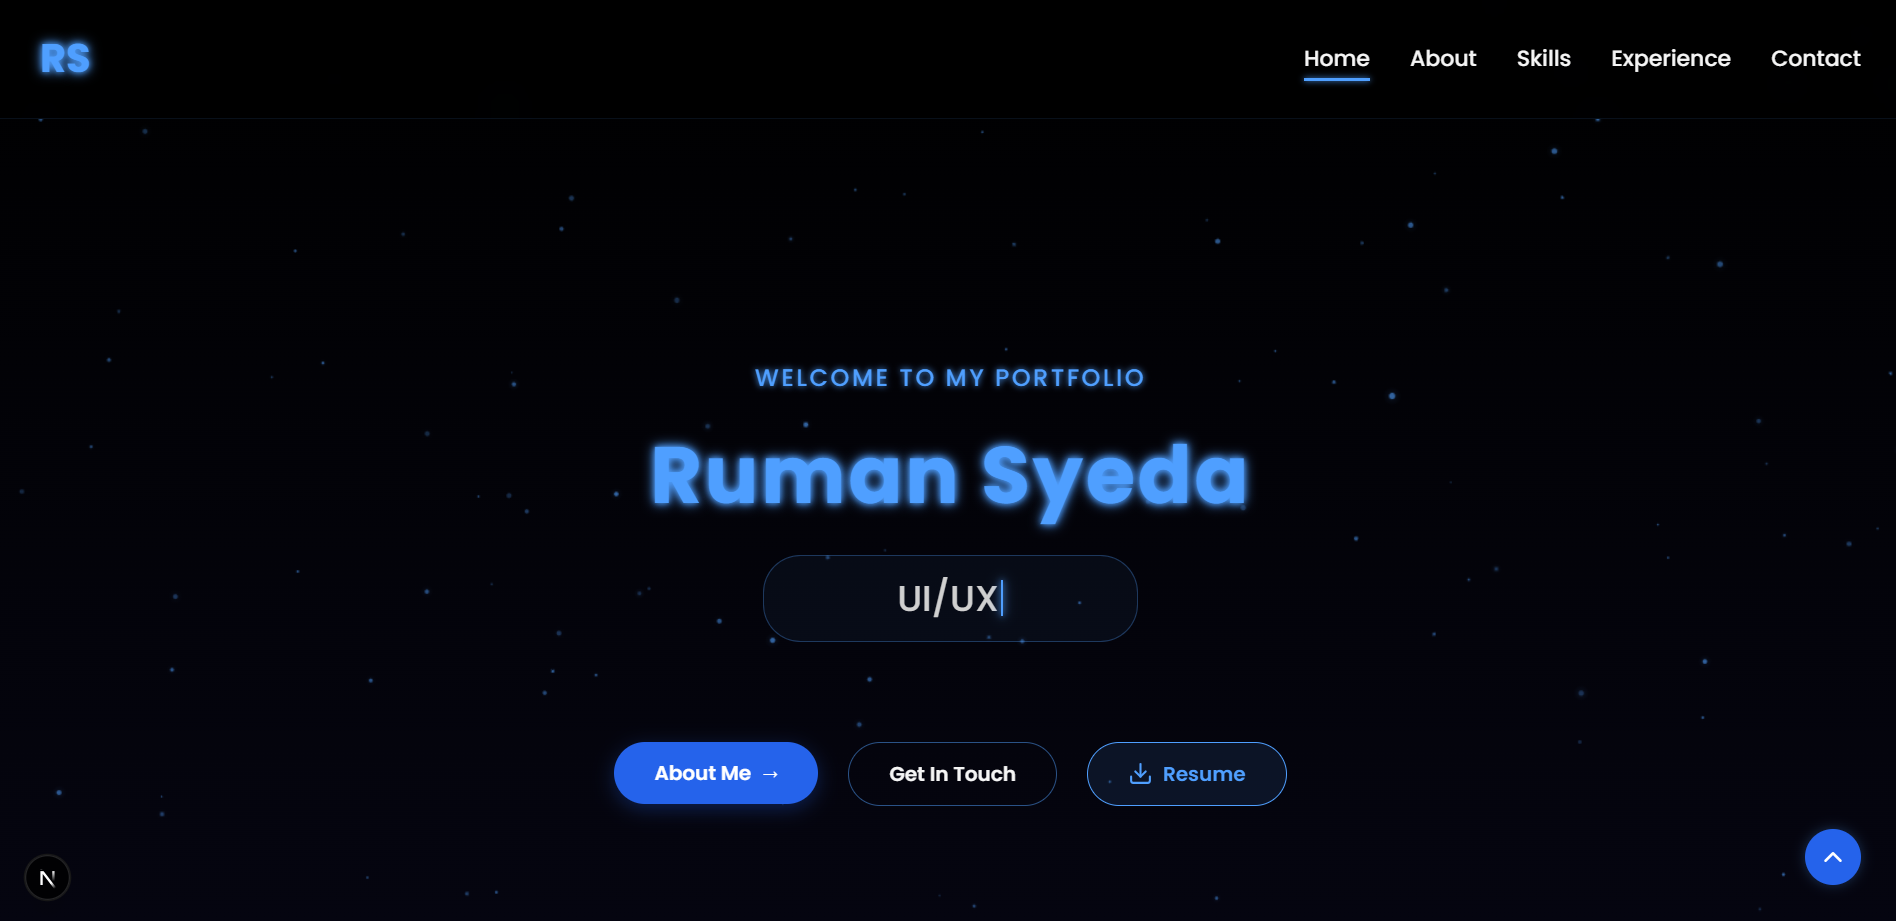 RS
Home About Skills Experience Contact
WELCOME TO MY PORTFOLIO
Ruman Syeda
UI/UX
About Me → Get In Touch Resume
N